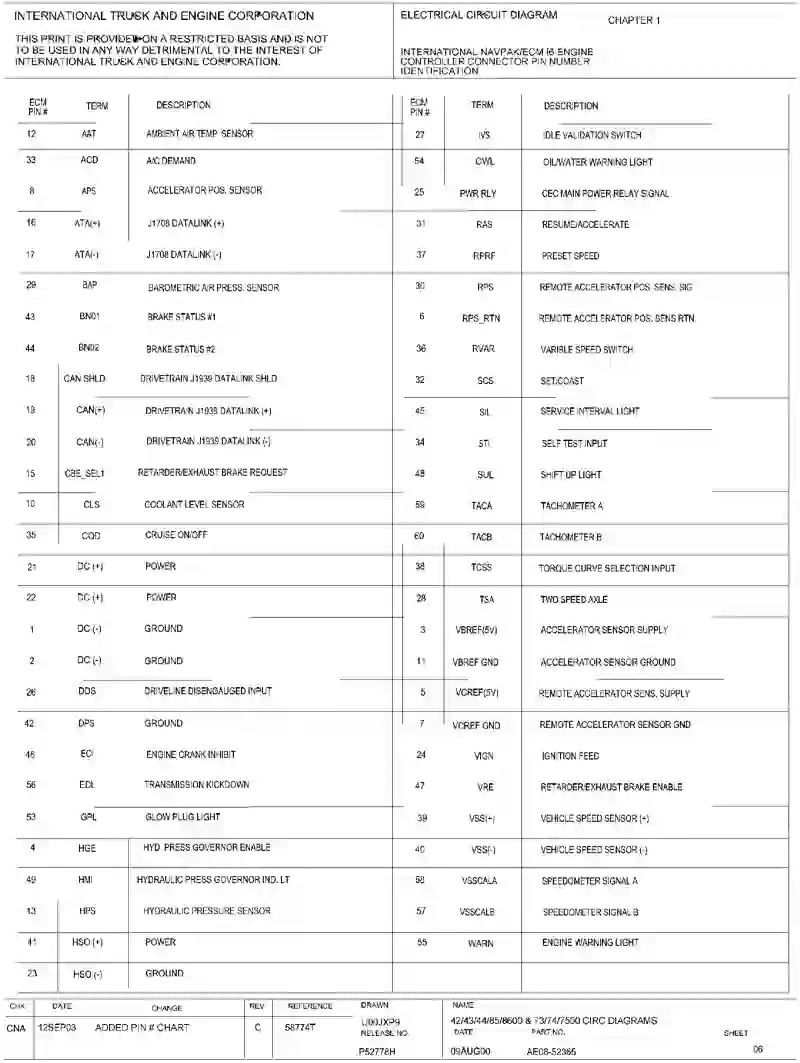 INTERNATIONAL TRUCK AND ENGINE CORPORATION
THIS PRINT IS PROVIDED ON A RESTRICTED BASIS AND IS NOT
TO BE USED IN ANY WAY DETRIMENTAL TO THE INTEREST OF
INTERNATIONAL TRUCK AND ENGINE CORPORATION.
ELECTRICAL CIRCUIT DIAGRAM CHAPTER 1
INTERNATIONAL NAVPAK/ECM I6 ENGINE
CONTROLLER CONNECTOR PIN NUMBER
IDENTIFICATION
ECM PIN # TERM DESCRIPTION
12 AAT AMBIENT AIR TEMP SENSOR
33 ACD A/C DEMAND
8 APS ACCELERATOR POS. SENSOR
16 ATA(+) J1708 DATALINK (+)
17 ATA(-) J1708 DATALINK (-)
29 BAP BAROMETRIC AIR PRESS. SENSOR
43 BNO1 BRAKE STATUS #1
44 BNO2 BRAKE STATUS #2
18 CAN SHLD DRIVETRAIN J1939 DATALINK SHLD
19 CAN(+) DRIVETRAIN J1939 DATALINK (+)
20 CAN(-) DRIVETRAIN J1939 DATALINK (-)
15 CBE_SEL1 RETARDER/EXHAUST BRAKE REQUEST
10 CLS COOLANT LEVEL SENSOR
35 COO CRUISE ON/OFF
21 DC (+) POWER
22 DC (+) POWER
1 DC (-) GROUND
2 DC (-) GROUND
26 DDS DRIVELINE DISENGAUGED INPUT
42 DPS GROUND
46 ECI ENGINE CRANK INHIBIT
56 EDL TRANSMISSION KICKDOWN
53 GPL GLOW PLUG LIGHT
4 HGE HYD PRESS GOVERNOR ENABLE
49 HMI HYDRAULIC PRESS GOVERNOR IND. LT
13 HPS HYDRAULIC PRESSURE SENSOR
41 HSO (+) POWER
23 HSO (-) GROUND
ECM PIN # TERM DESCRIPTION
27 IVS IDLE VALIDATION SWITCH
54 OWL OIL/WATER WARNING LIGHT
25 PWR RLY CEC MAIN POWER RELAY SIGNAL
31 RAS RESUME/ACCELERATE
37 RPRF PRESET SPEED
30 RPS REMOTE ACCELERATOR POS. SENS. SIG
6 RPS_RTN REMOTE ACCELERATOR POS. SENS RTN.
36 RVAR VARIBLE SPEED SWITCH
32 SCS SET/COAST
45 SIL SERVICE INTERVAL LIGHT
34 STI SELF TEST INPUT
48 SUL SHIFT UP LIGHT
59 TACA TACHOMETER A
60 TACB TACHOMETER B
38 TCSS TORQUE CURVE SELECTION INPUT
28 TSA TWO SPEED AXLE
3 VBREF(5V) ACCELERATOR SENSOR SUPPLY
11 VBREF GND ACCELERATOR SENSOR GROUND
5 VCREF(5V) REMOTE ACCELERATOR SENS. SUPPLY
7 VCREF GND REMOTE ACCELERATOR SENSOR GND
24 VIGN IGNITION FEED
47 VRE RETARDER/EXHAUST BRAKE ENABLE
39 VSS(+) VEHICLE SPEED SENSOR (+)
40 VSS(-) VEHICLE SPEED SENSOR (-)
58 VSSCALA SPEEDOMETER SIGNAL A
57 VSSCALB SPEEDOMETER SIGNAL B
55 WARN ENGINE WARNING LIGHT
CHK DATE CHANGE REV REFERENCE
CNA 12SEP03 ADDED PIN # CHART C 58774T
DRAWN
U00JXP9
RELEASE NO.
P52778H
NAME
42/43/44/85/8600 & 73/74/7500 CIRC DIAGRAMS
DATE PART NO. SHEET
09AUG00 AE08-52365 06